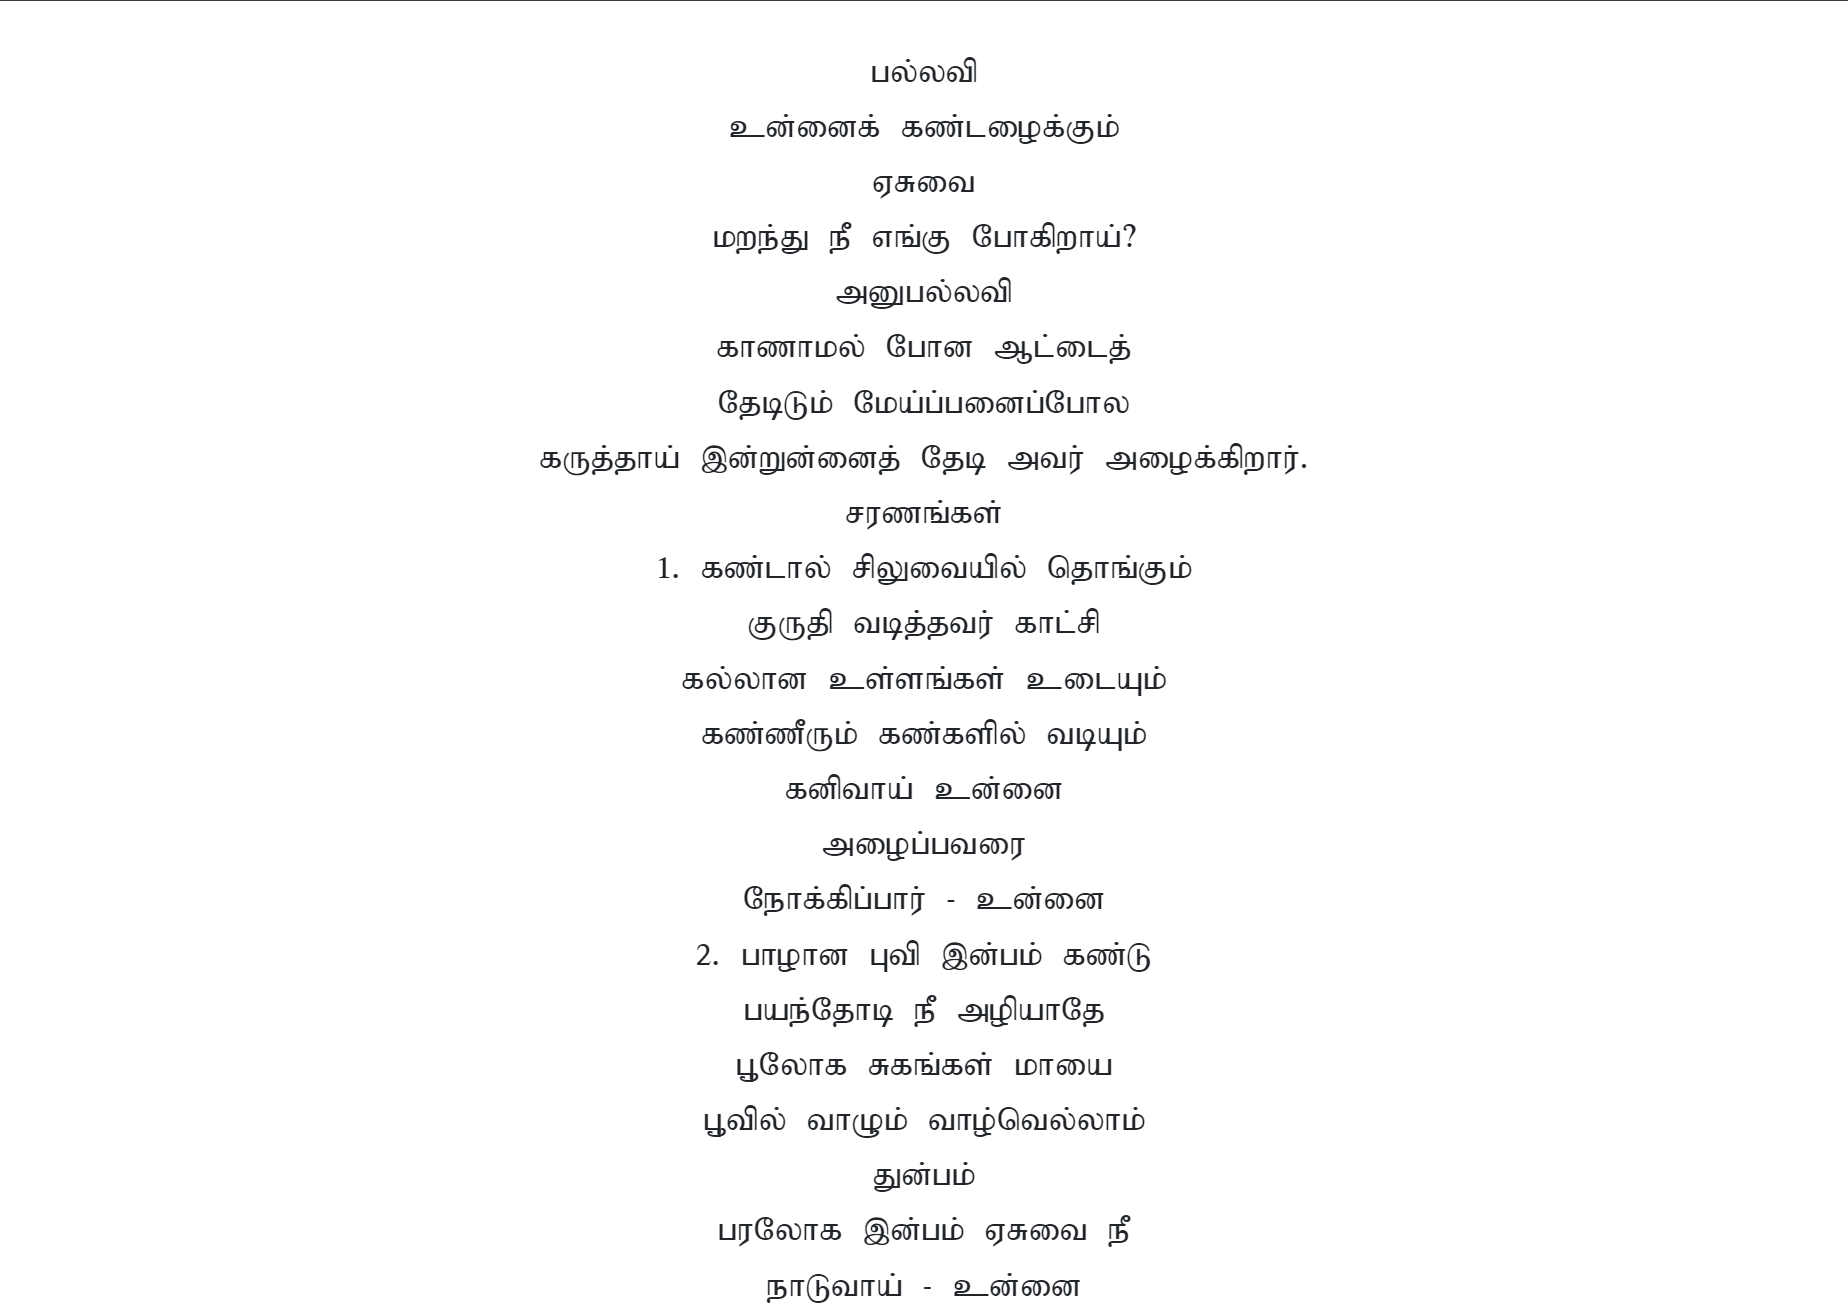 பல்லவி
உன்னைக் கண்டழைக்கும்
ஏசுவை
மறந்து நீ எங்கு போகிறாய்?
அனுபல்லவி
காணாமல் போன ஆட்டைத்
தேடிடும் மேய்ப்பனைப்போல
கருத்தாய் இன்றுன்னைத் தேடி அவர் அழைக்கிறார்.
சரணங்கள்
1. கண்டால் சிலுவையில் தொங்கும்
குருதி வடித்தவர் காட்சி
கல்லான உள்ளங்கள் உடையும்
கண்ணீரும் கண்களில் வடியும்
கனிவாய் உன்னை
அழைப்பவரை
நோக்கிப்பார் - உன்னை
2. பாழான புவி இன்பம் கண்டு
பயந்தோடி நீ அழியாதே
பூலோக சுகங்கள் மாயை
பூவில் வாழும் வாழ்வெல்லாம்
துன்பம்
பரலோக இன்பம் ஏசுவை நீ
நாடுவாய் - உன்னை